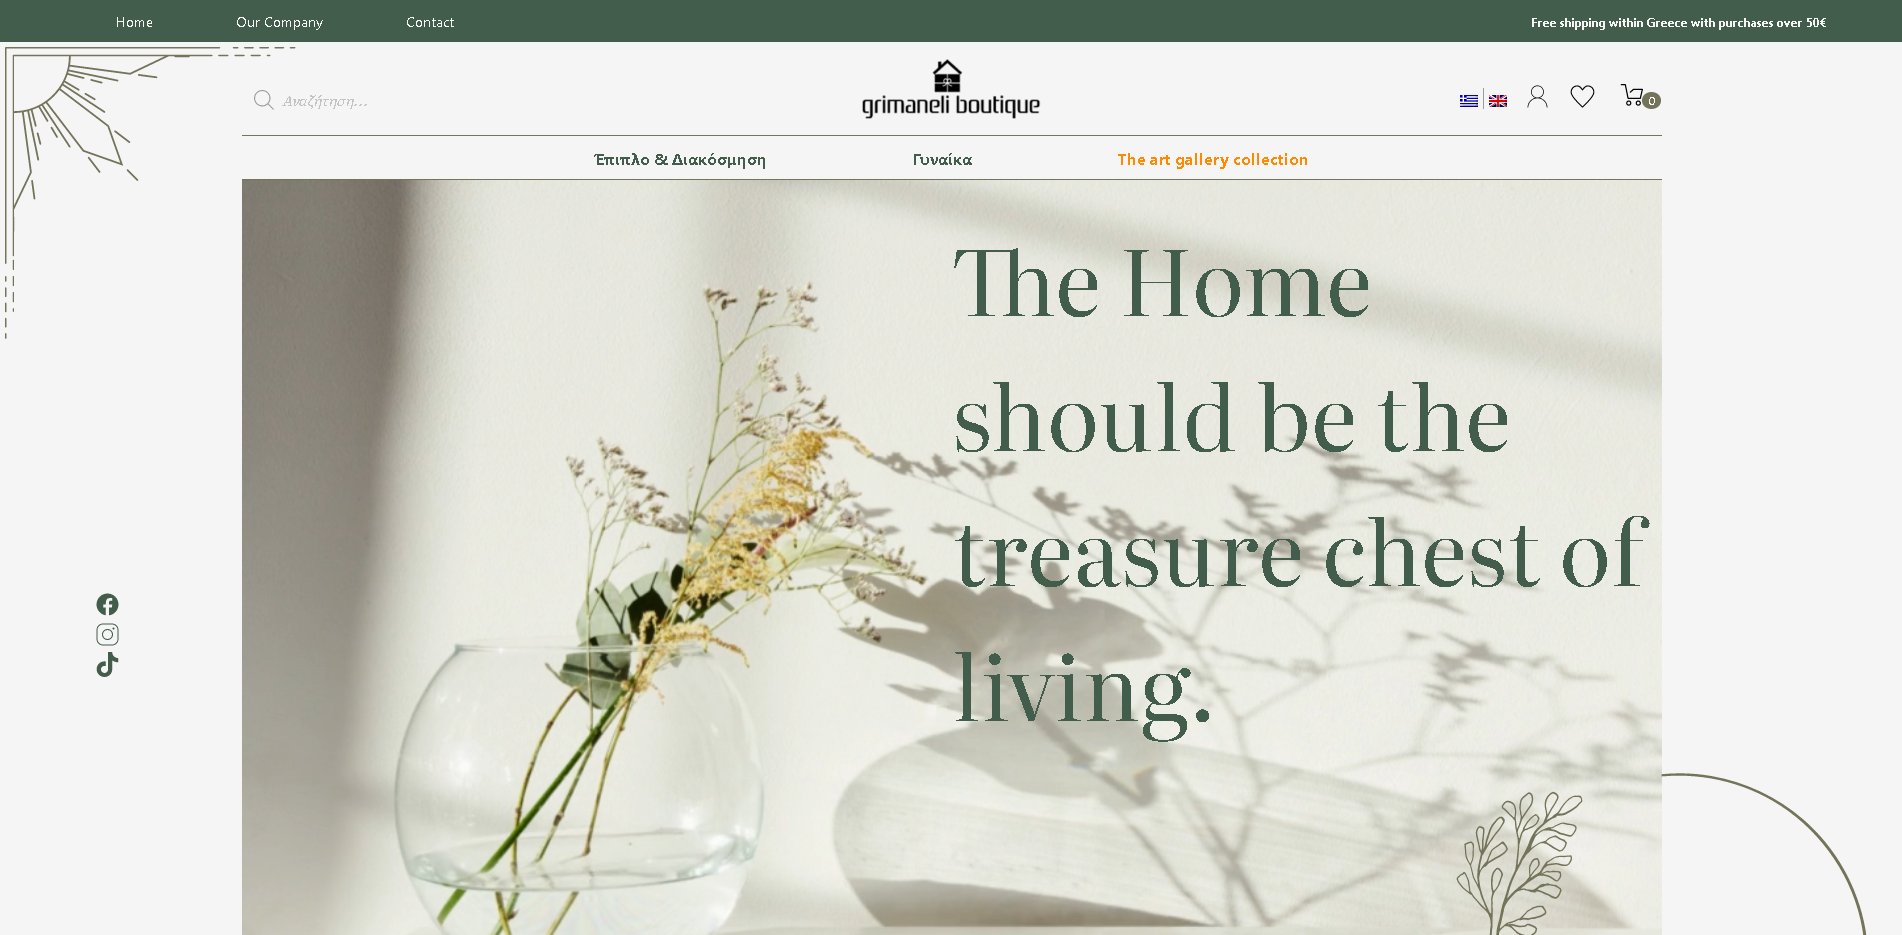 Home
Our Company
Contact
Free shipping within Greece with purchases over 50€
Αναζήτηση...
grimaneli boutique
0
Έπιπλο & Διακόσμηση
Γυναίκα
The art gallery collection
The Home
should be the
treasure chest of
living.